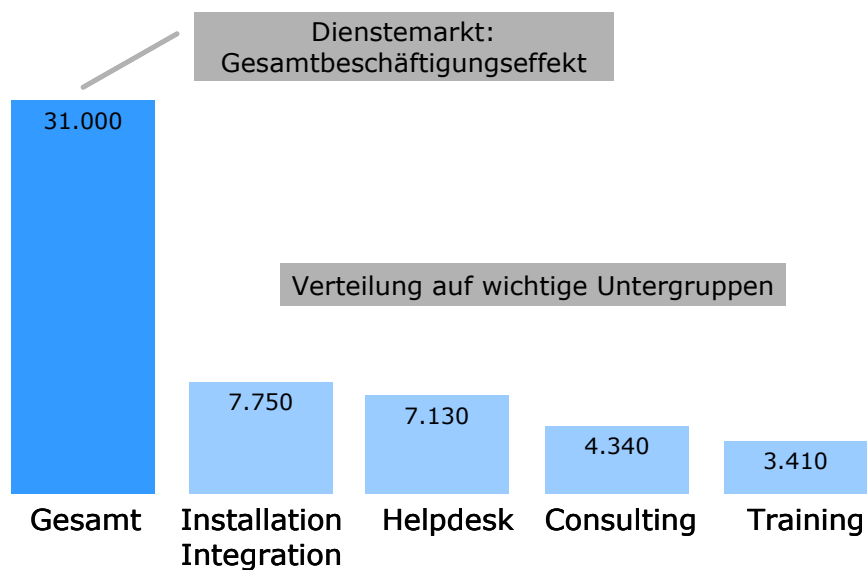 Dienstemarkt:
Gesamtbeschäftigungseffekt
31.000
Verteilung auf wichtige Untergruppen
7.750
7.130
4.340
3.410
Gesamt
Installation
Integration
Helpdesk
Consulting
Training